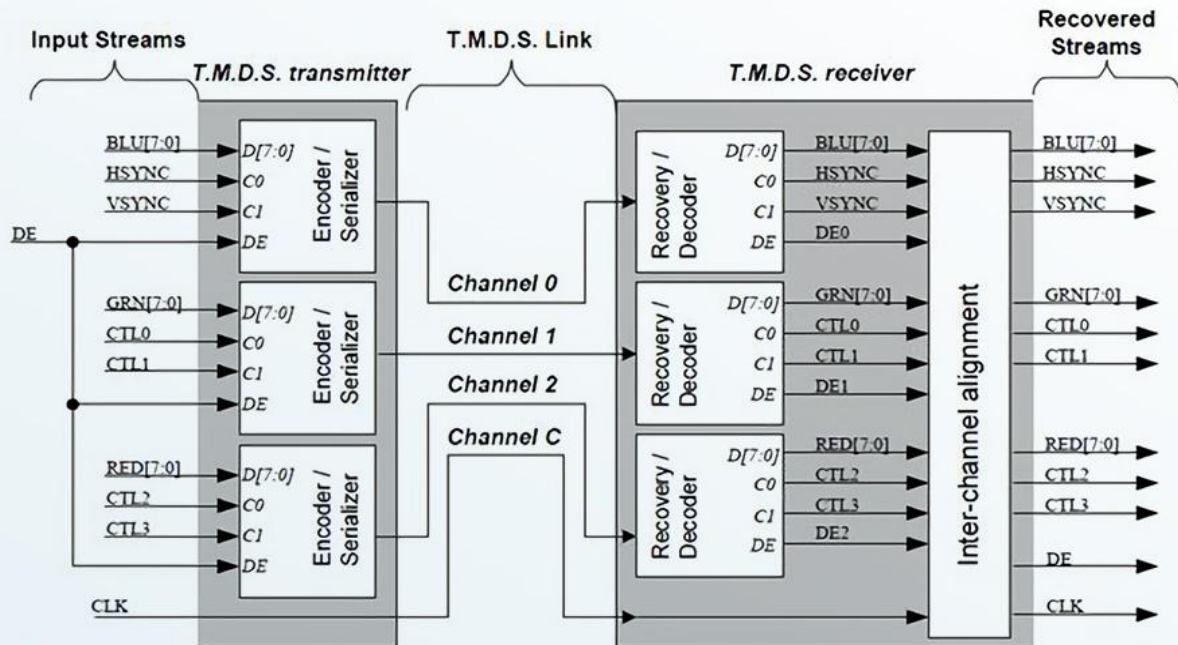 Input Streams
T.M.D.S. Link
Recovered
Streams
T.M.D.S. transmitter
T.M.D.S. receiver
BLU[7:0]
HSYNC
VSYNC
DE
D[7:0]
C0
C1
DE
Encoder /
Serializer
GRN[7:0]
CTL0
CTL1
D[7:0]
C0
C1
DE
Encoder /
Serializer
RED[7:0]
CTL2
CTL3
D[7:0]
C0
C1
DE
Encoder /
Serializer
CLK
Channel 0
Channel 1
Channel 2
Channel C
Recovery /
Decoder
D[7:0]
C0
C1
DE
BLU[7:0]
HSYNC
VSYNC
DE0
Recovery /
Decoder
D[7:0]
C0
C1
DE
GRN[7:0]
CTL0
CTL1
DE1
Recovery /
Decoder
D[7:0]
C0
C1
DE
RED[7:0]
CTL2
CTL3
DE2
Inter-channel alignment
BLU[7:0]
HSYNC
VSYNC
GRN[7:0]
CTL0
CTL1
RED[7:0]
CTL2
CTL3
DE
CLK